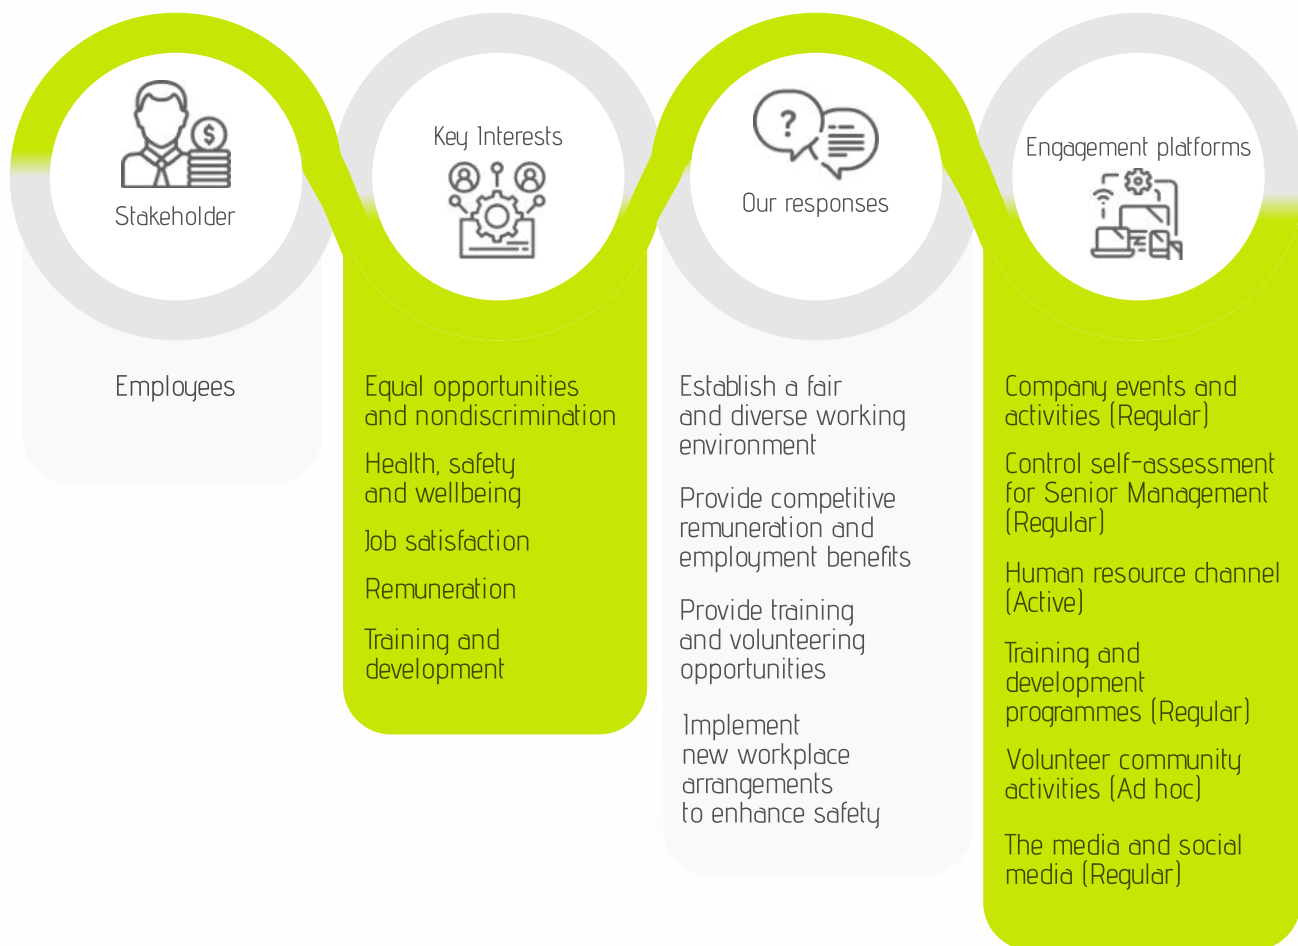 Stakeholder
Employees
Key Interests
Equal opportunities
and nondiscrimination
Health, safety
and wellbeing
Job satisfaction
Remuneration
Training and
development
?
Our responses
Establish a fair
and diverse working
environment
Provide competitive
remuneration and
employment benefits
Provide training
and volunteering
opportunities
Implement
new workplace
arrangements
to enhance safety
Engagement platforms
Company events and
activities (Regular)
Control self-assessment
for Senior Management
(Regular)
Human resource channel
(Active)
Training and
development
programmes (Regular)
Volunteer community
activities (Ad hoc)
The media and social
media (Regular)
$